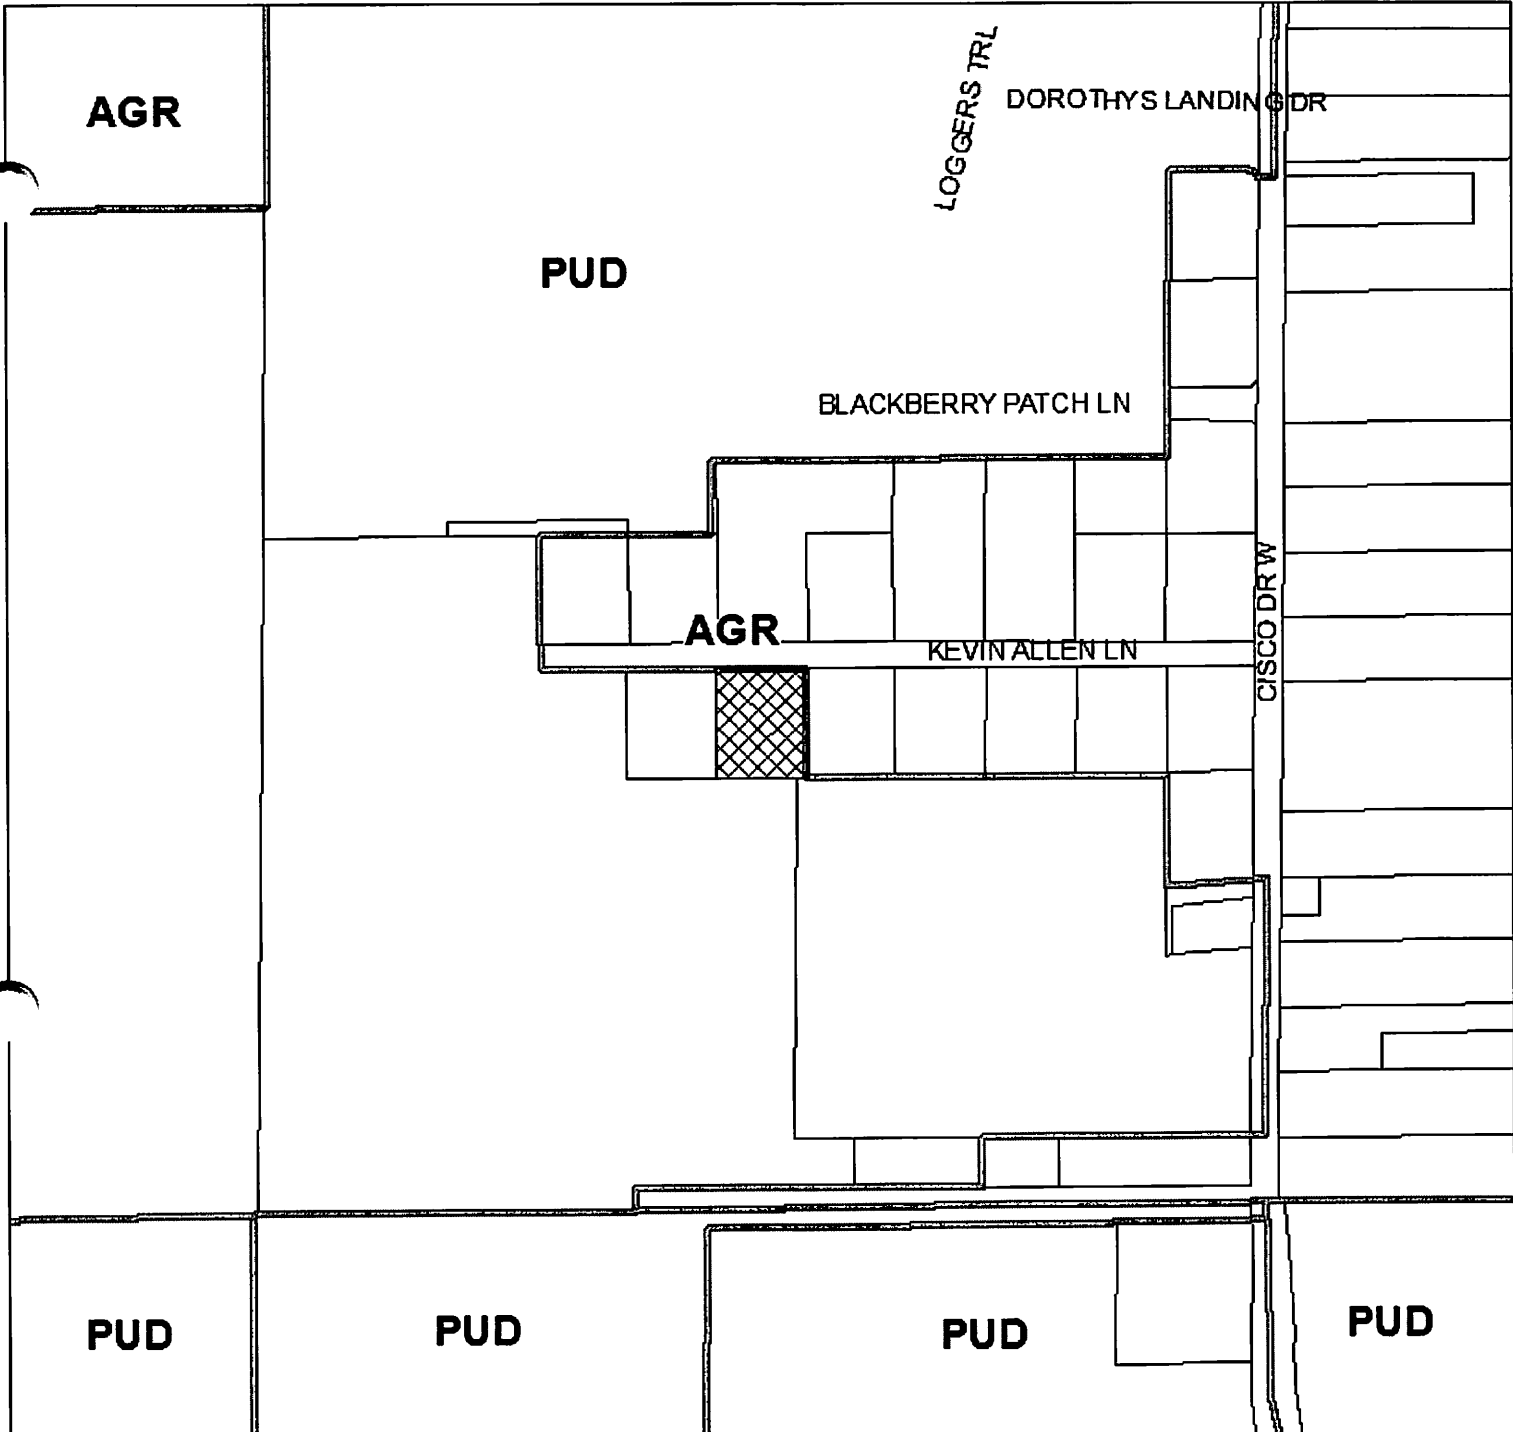 LOGGERS TRL
DOROTHYS LANDING DR
AGR
PUD
BLACKBERRY PATCH LN
AGR
KEVIN ALLEN LN
CISCO DR W
PUD
PUD
PUD
PUD